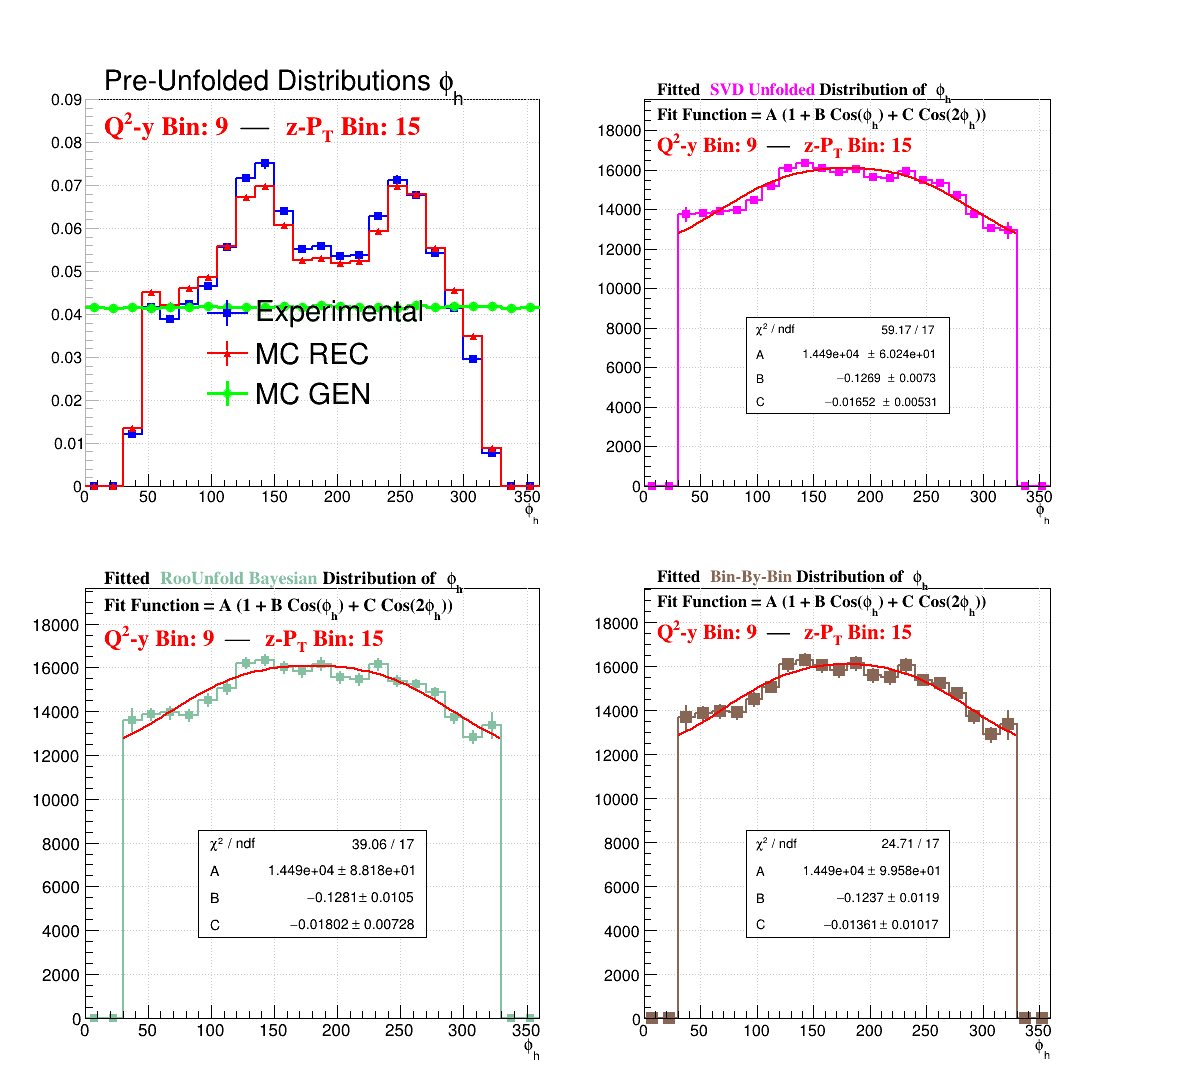 Pre-Unfolded Distributions ϕh
Q²-y Bin: 9 — z-PT Bin: 15
0.09
0.08
0.07
0.06
0.05
0.04
0.03
0.02
0.01
0
Experimental
MC REC
MC GEN
0 50 100 150 200 250 300 350
ϕh
Fitted SVD Unfolded Distribution of ϕh
Fit Function = A (1 + B Cos(ϕh) + C Cos(2ϕh))
Q²-y Bin: 9 — z-PT Bin: 15
18000
16000
14000
12000
10000
8000
6000
4000
2000
0
χ² / ndf 59.17 / 17
A 1.449e+04 ± 6.024e+01
B −0.1269 ± 0.0073
C −0.01652 ± 0.00531
0 50 100 150 200 250 300 350
ϕh
Fitted RooUnfold Bayesian Distribution of ϕh
Fit Function = A (1 + B Cos(ϕh) + C Cos(2ϕh))
Q²-y Bin: 9 — z-PT Bin: 15
18000
16000
14000
12000
10000
8000
6000
4000
2000
0
χ² / ndf 39.06 / 17
A 1.449e+04 ± 8.818e+01
B −0.1281 ± 0.0105
C −0.01802 ± 0.00728
0 50 100 150 200 250 300 350
ϕh
Fitted Bin-By-Bin Distribution of ϕh
Fit Function = A (1 + B Cos(ϕh) + C Cos(2ϕh))
Q²-y Bin: 9 — z-PT Bin: 15
18000
16000
14000
12000
10000
8000
6000
4000
2000
0
χ² / ndf 24.71 / 17
A 1.449e+04 ± 9.958e+01
B −0.1237 ± 0.0119
C −0.01361 ± 0.01017
0 50 100 150 200 250 300 350
ϕh